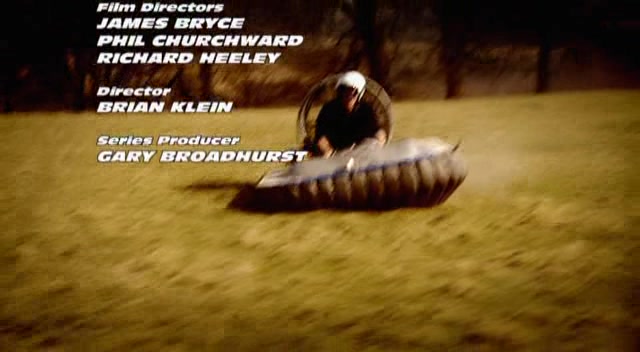 Film Directors
JAMES BRYCE
PHIL CHURCHWARD
RICHARD HEELEY
Director
BRIAN KLEIN
Series Producer
GARY BROADHURST